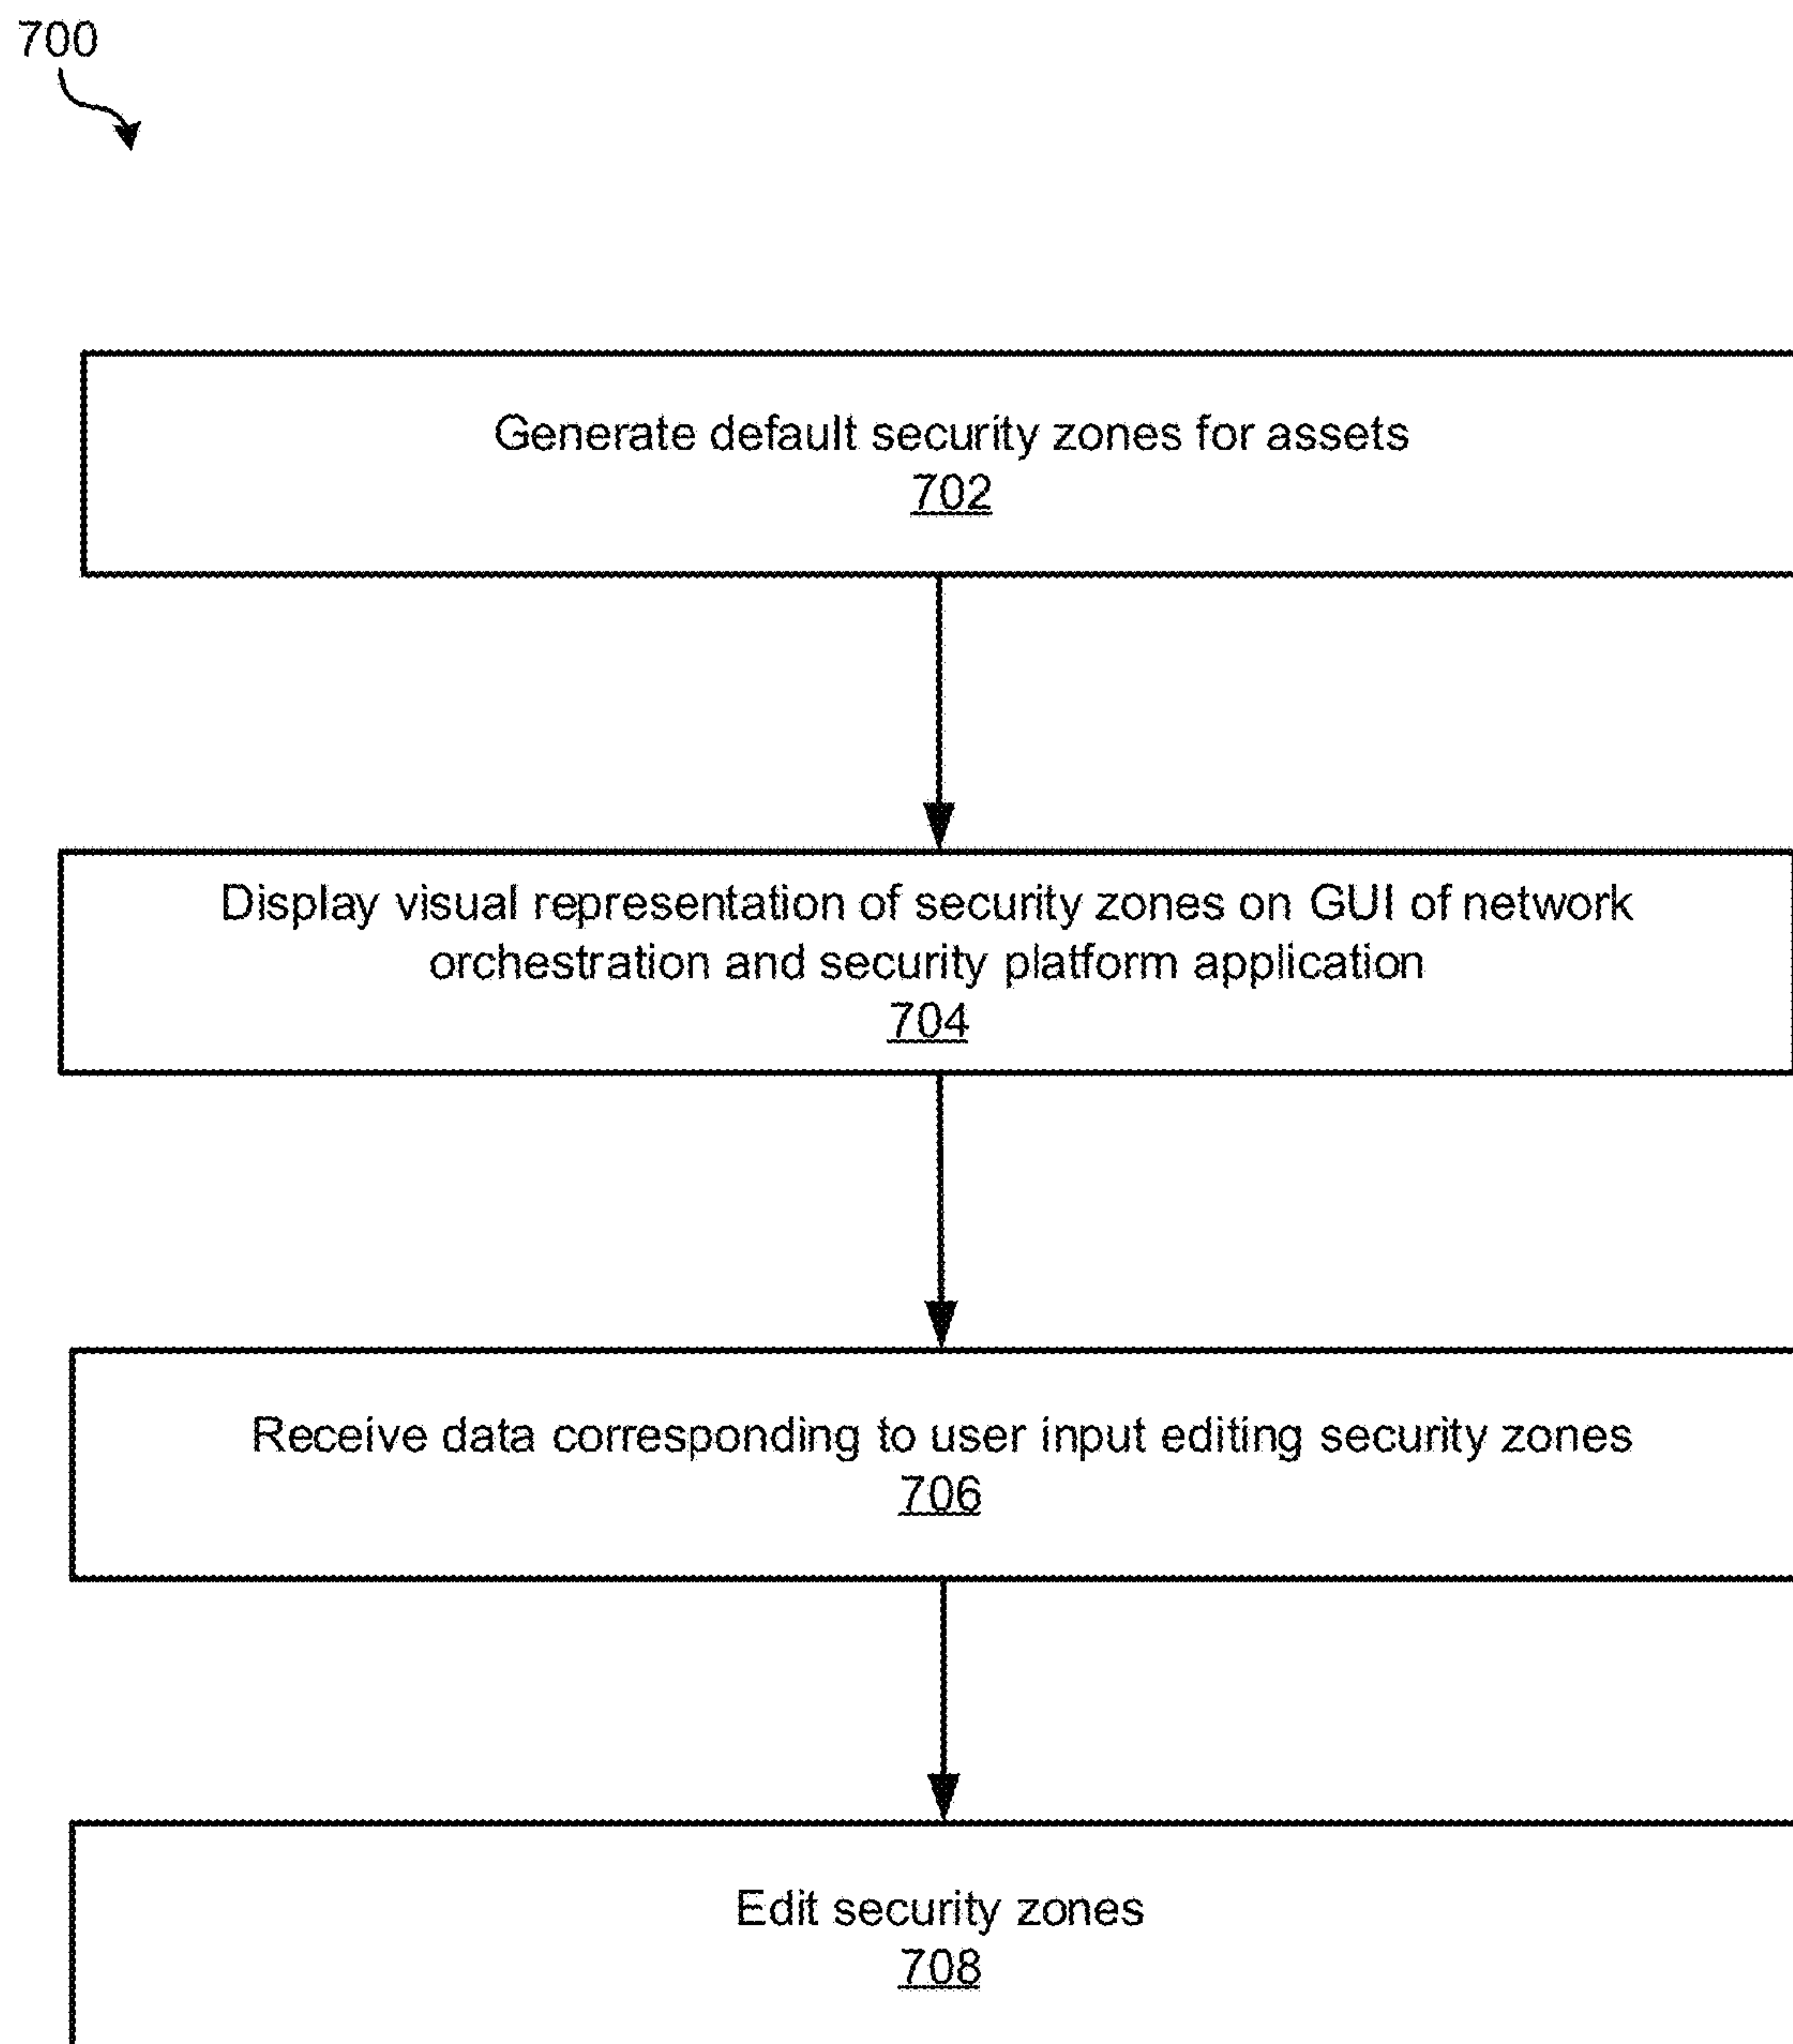 700
Generate default security zones for assets
702
Display visual representation of security zones on GUI of network
orchestration and security platform application
704
Receive data corresponding to user input editing security zones
706
Edit security zones
708